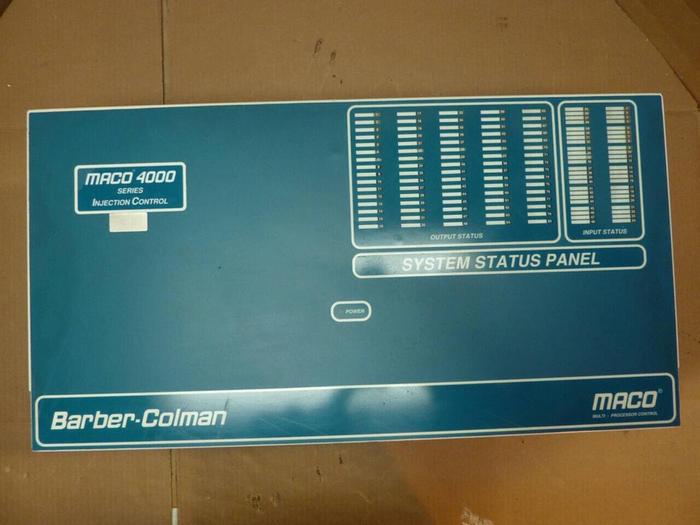 MACO 4000
SERIES
INJECTION CONTROL
OUTPUT STATUS
INPUT STATUS
SYSTEM STATUS PANEL
POWER
Barber-Colman
MACO®
MULTI - PROCESSOR CONTROL